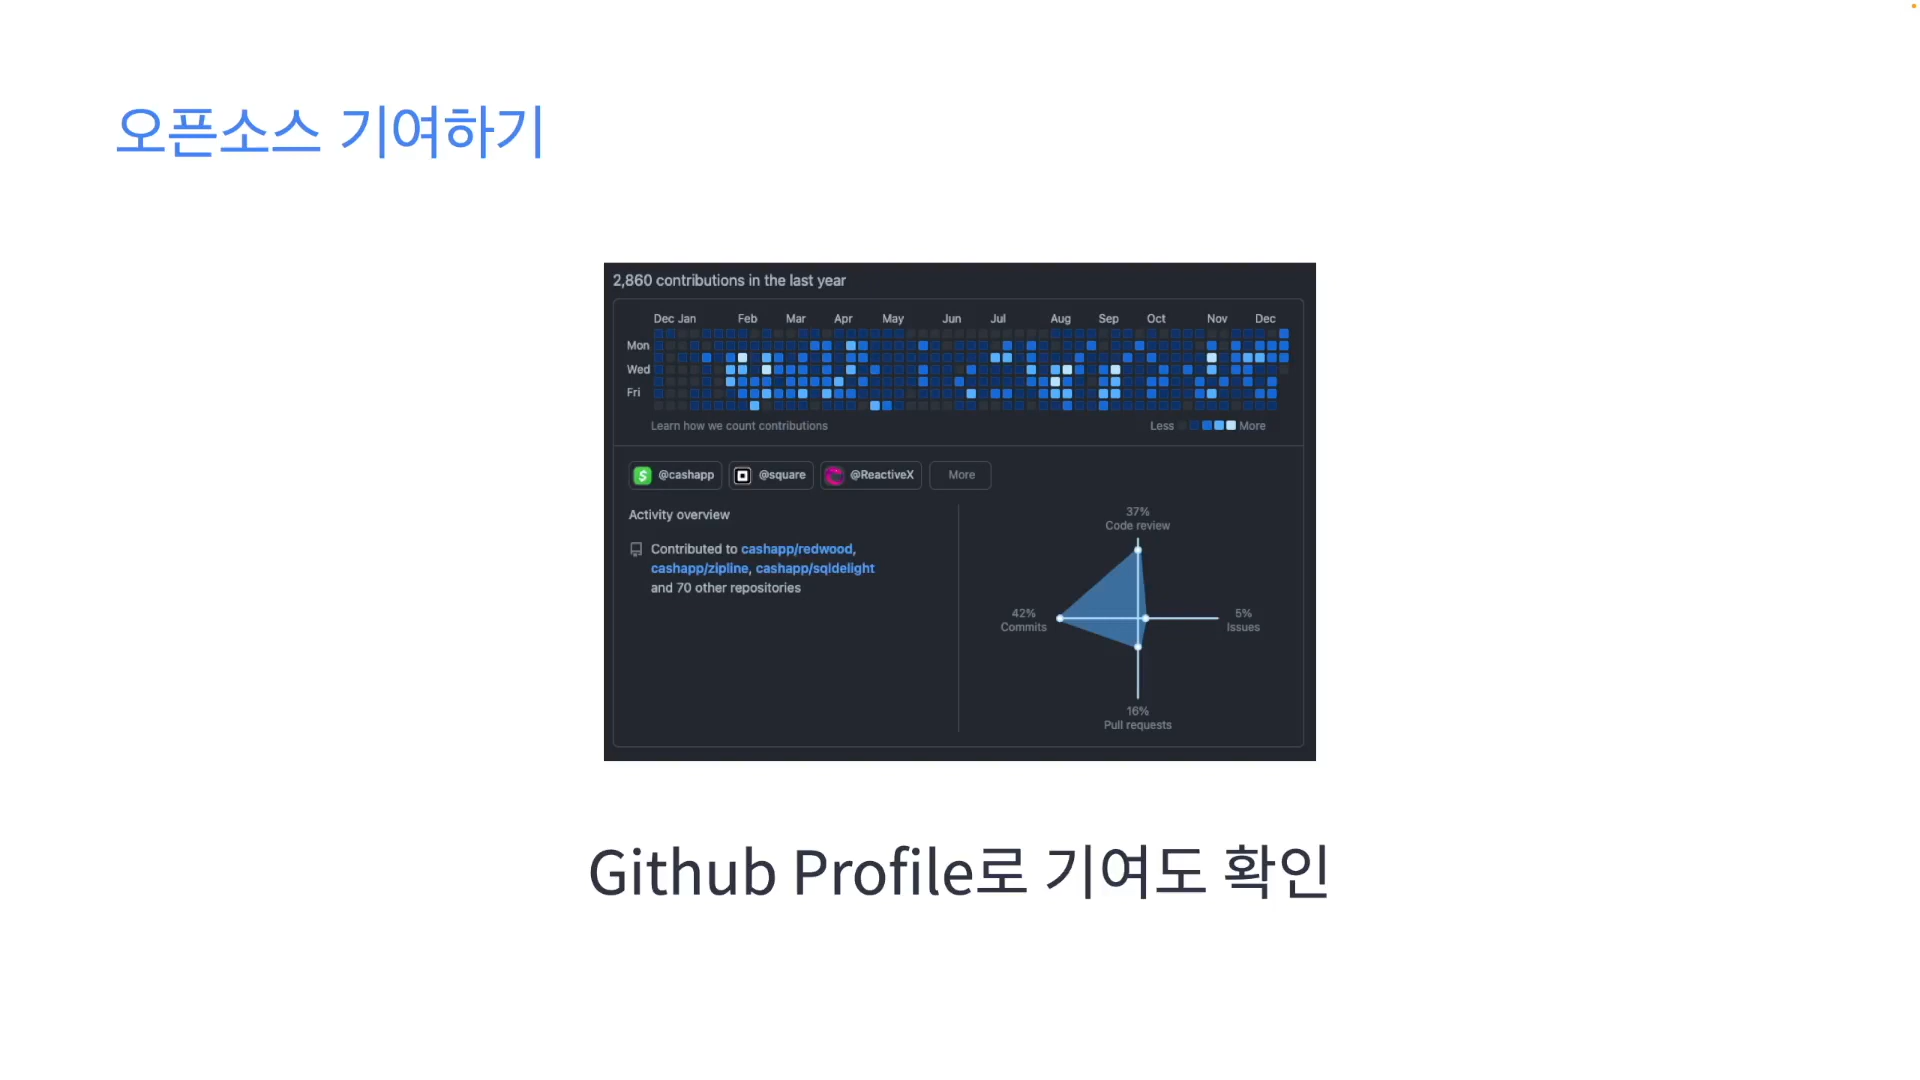 오픈소스 기여하기
2,860 contributions in the last year
Dec Jan Feb Mar Apr May Jun Jul Aug Sep Oct Nov Dec
Mon
Wed
Fri
Learn how we count contributions
Less More
@cashapp @square @ReactiveX More
Activity overview
Contributed to cashapp/redwood,
cashapp/zipline, cashapp/sqldelight
and 70 other repositories
37%
Code review
42%
Commits
5%
Issues
16%
Pull requests
Github Profile로 기여도 확인